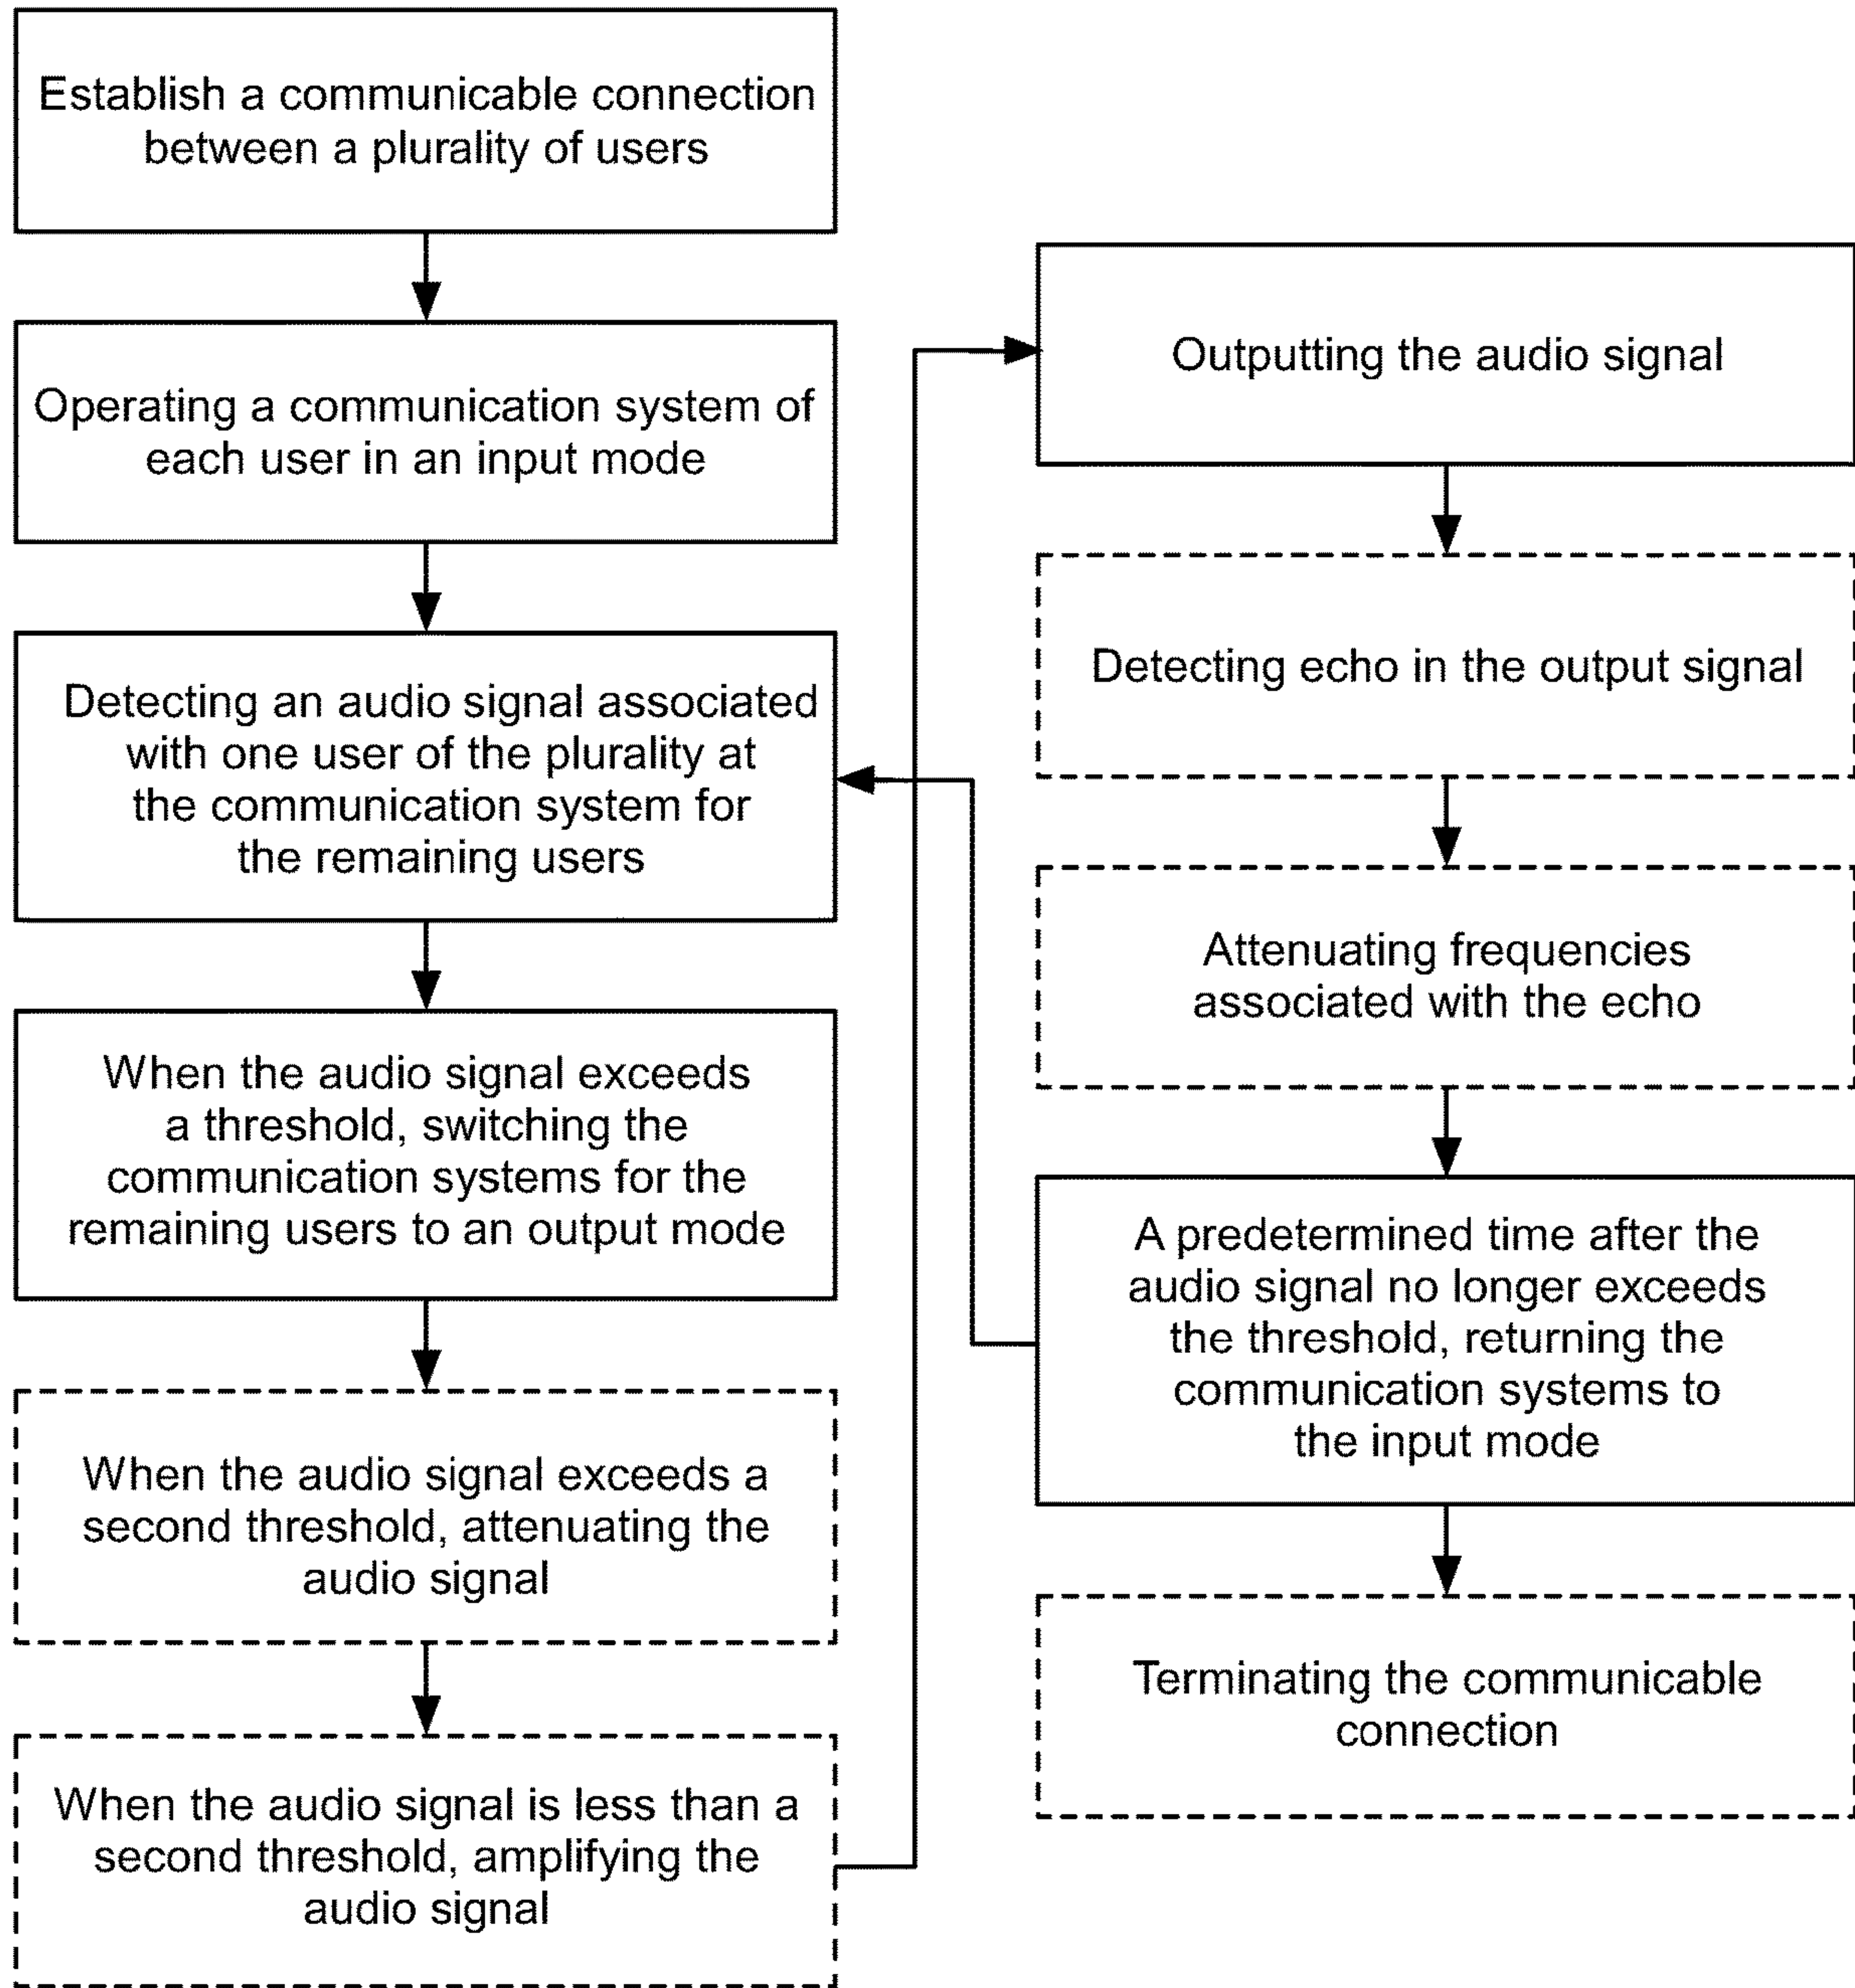 Establish a communicable connection
between a plurality of users
Operating a communication system of
each user in an input mode
Detecting an audio signal associated
with one user of the plurality at
the communication system for
the remaining users
When the audio signal exceeds
a threshold, switching the
communication systems for the
remaining users to an output mode
When the audio signal exceeds a
second threshold, attenuating the
audio signal
When the audio signal is less than a
second threshold, amplifying the
audio signal
Outputting the audio signal
Detecting echo in the output signal
Attenuating frequencies
associated with the echo
A predetermined time after the
audio signal no longer exceeds
the threshold, returning the
communication systems to
the input mode
Terminating the communicable
connection